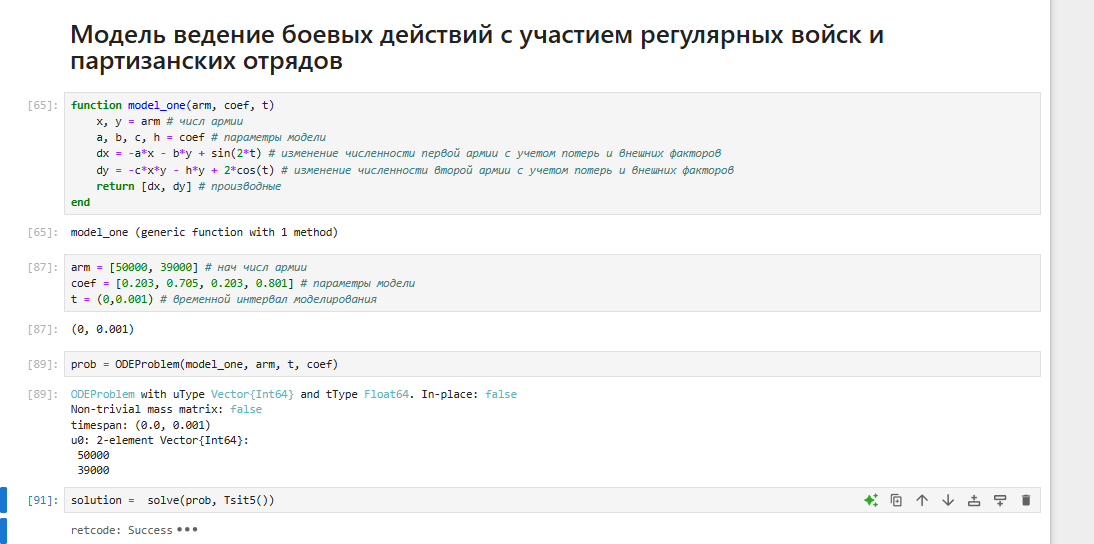 Модель ведение боевых действий с участием регулярных войск и
партизанских отрядов
[65]: function model_one(arm, coef, t)
x, y = arm # числ армии
a, b, c, h = coef # параметры модели
dx = -a*x - b*y + sin(2*t) # изменение численности первой армии с учетом потерь и внешних факторов
dy = -c*x*y - h*y + 2*cos(t) # изменение численности второй армии с учетом потерь и внешних факторов
return [dx, dy] # производные
end
[65]: model_one (generic function with 1 method)
[87]: arm = [50000, 39000] # нач числ армии
coef = [0.203, 0.705, 0.203, 0.801] # параметры модели
t = (0,0.001) # временной интервал моделирования
[87]: (0, 0.001)
[89]: prob = ODEProblem(model_one, arm, t, coef)
[89]: ODEProblem with uType Vector{Int64} and tType Float64. In-place: false
Non-trivial mass matrix: false
timespan: (0.0, 0.001)
u0: 2-element Vector{Int64}:
50000
39000
[91]: solution =  solve(prob, Tsit5())
retcode: Success •••